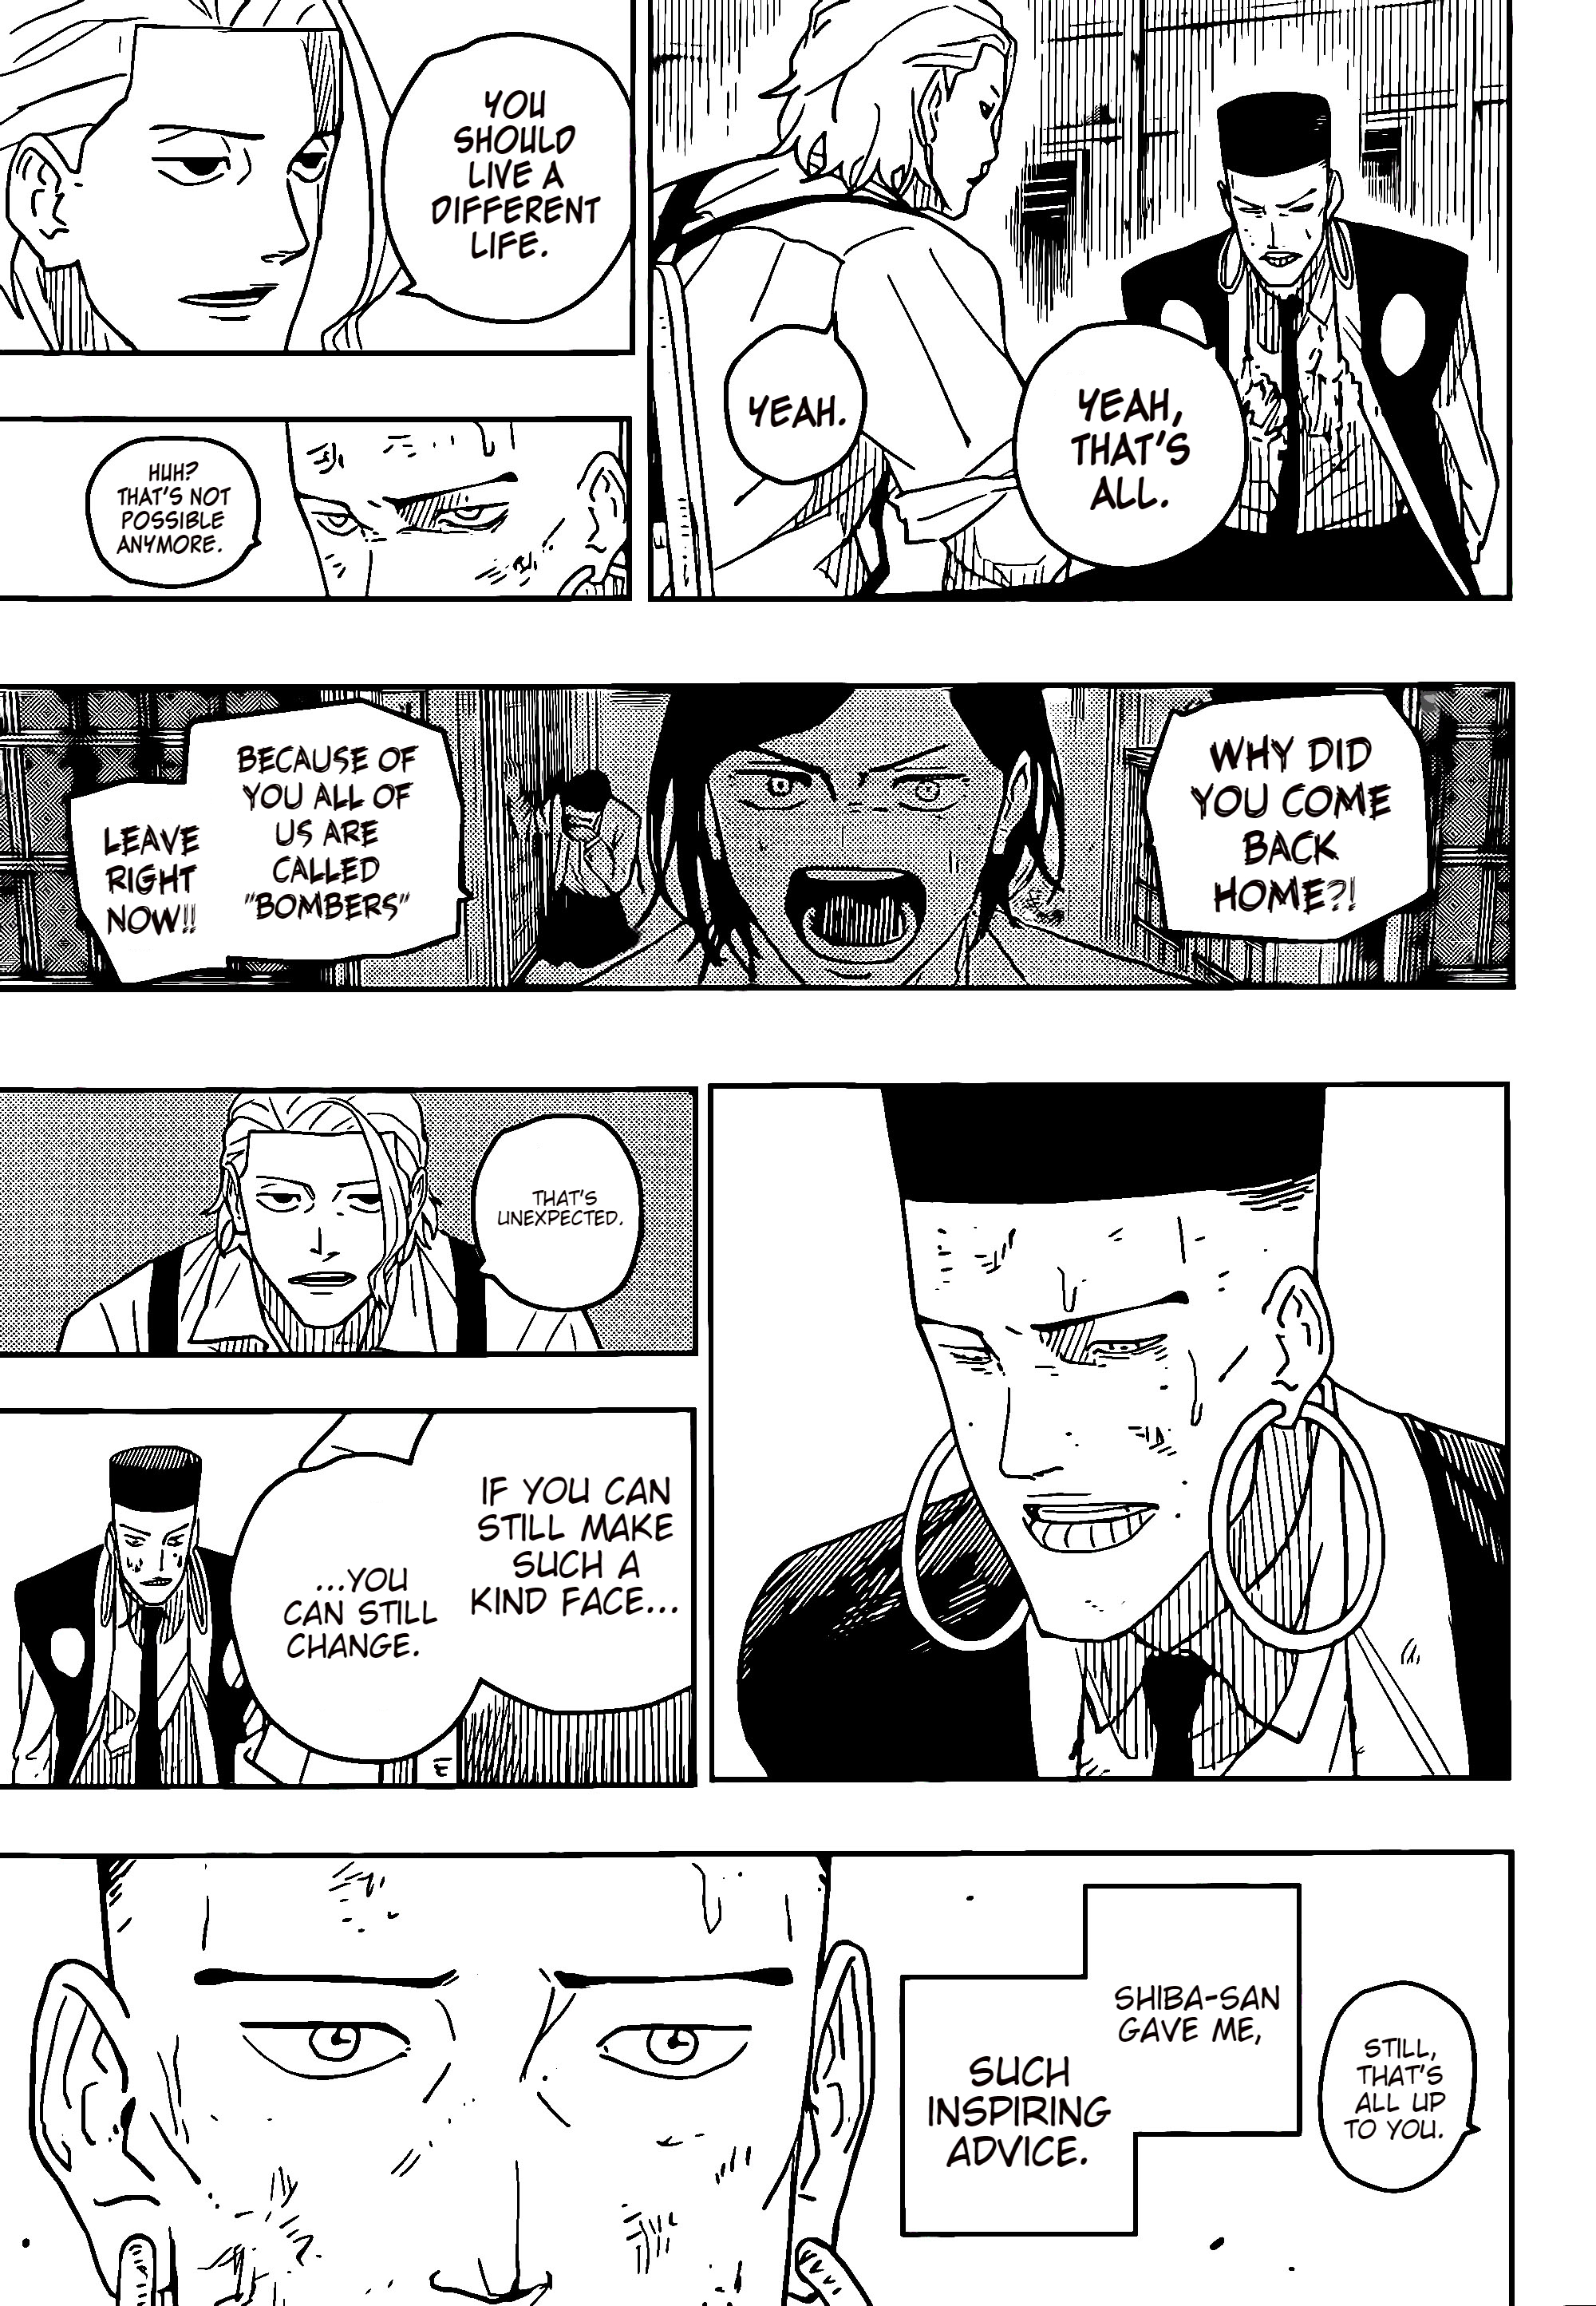 YEAH,
THAT'S
ALL.
YEAH.
YOU
SHOULD
LIVE A
DIFFERENT
LIFE.
HUH?
THAT'S NOT
POSSIBLE
ANYMORE.
WHY DID
YOU COME
BACK
HOME?!
BECAUSE OF
YOU ALL OF
US ARE
CALLED
"BOMBERS"
LEAVE
RIGHT
NOW!!
THAT'S
UNEXPECTED.
IF YOU CAN
STILL MAKE
SUCH A
KIND FACE...
...YOU
CAN STILL
CHANGE.
STILL,
THAT'S
ALL UP
TO YOU.
SHIBA-SAN
GAVE ME,
SUCH
INSPIRING
ADVICE.